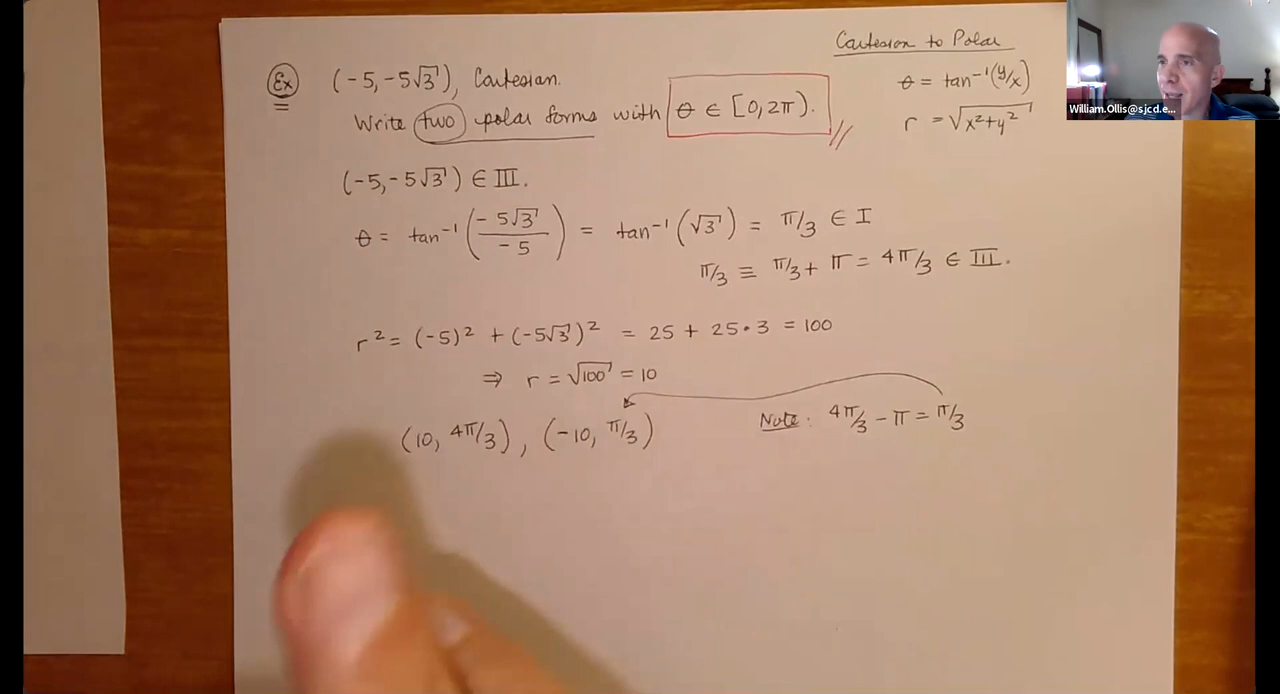 Cartesian to Polar
Ex (-5, -5√3), Cartesian.
θ = tan⁻¹(y/x)
Write two polar forms with θ ∈ [0, 2π).
r = √x²+y²
William.Ollis@sjcd.e...
(-5, -5√3) ∈ III.
θ = tan⁻¹(-5√3/-5) = tan⁻¹(√3) = π/3 ∈ I
π/3 ≡ π/3 + π = 4π/3 ∈ III.
r² = (-5)² + (-5√3)² = 25 + 25•3 = 100
⇒ r = √100 = 10
(10, 4π/3), (-10, π/3)
Note: 4π/3 - π = π/3